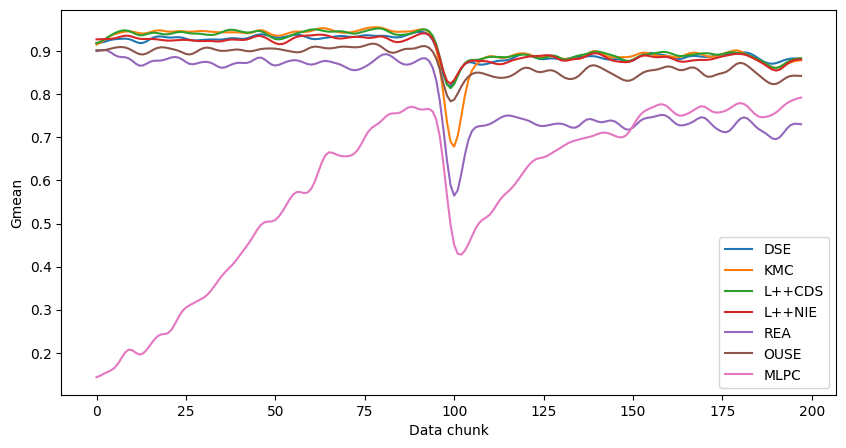 Gmean
0.9
0.8
0.7
0.6
0.5
0.4
0.3
0.2
0
25
50
75
100
125
150
175
200
Data chunk
DSE
KMC
L++CDS
L++NIE
REA
OUSE
MLPC